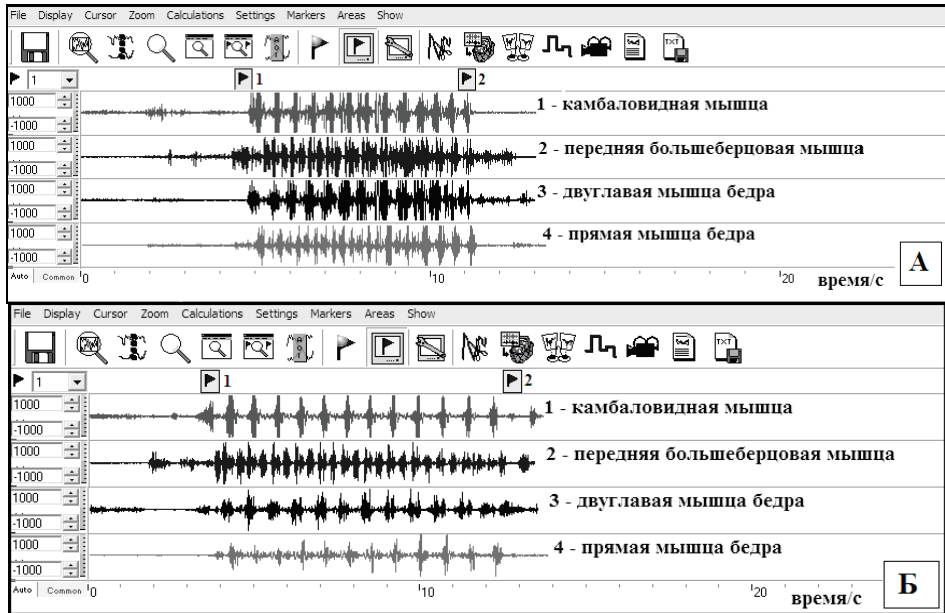 File Display Cursor Zoom Calculations Settings Markers Areas Show
1 1 2
1000
-1000
1 - камбаловидная мышца
1000
-1000
2 - передняя большеберцовая мышца
1000
-1000
3 - двуглавая мышца бедра
1000
-1000
4 - прямая мышца бедра
А
Auto Common 0 10 20 время/с
File Display Cursor Zoom Calculations Settings Markers Areas Show
1 1 2
1000
-1000
1 - камбаловидная мышца
1000
-1000
2 - передняя большеберцовая мышца
1000
-1000
3 - двуглавая мышца бедра
1000
-1000
4 - прямая мышца бедра
Б
Auto Common 0 10 20 время/с